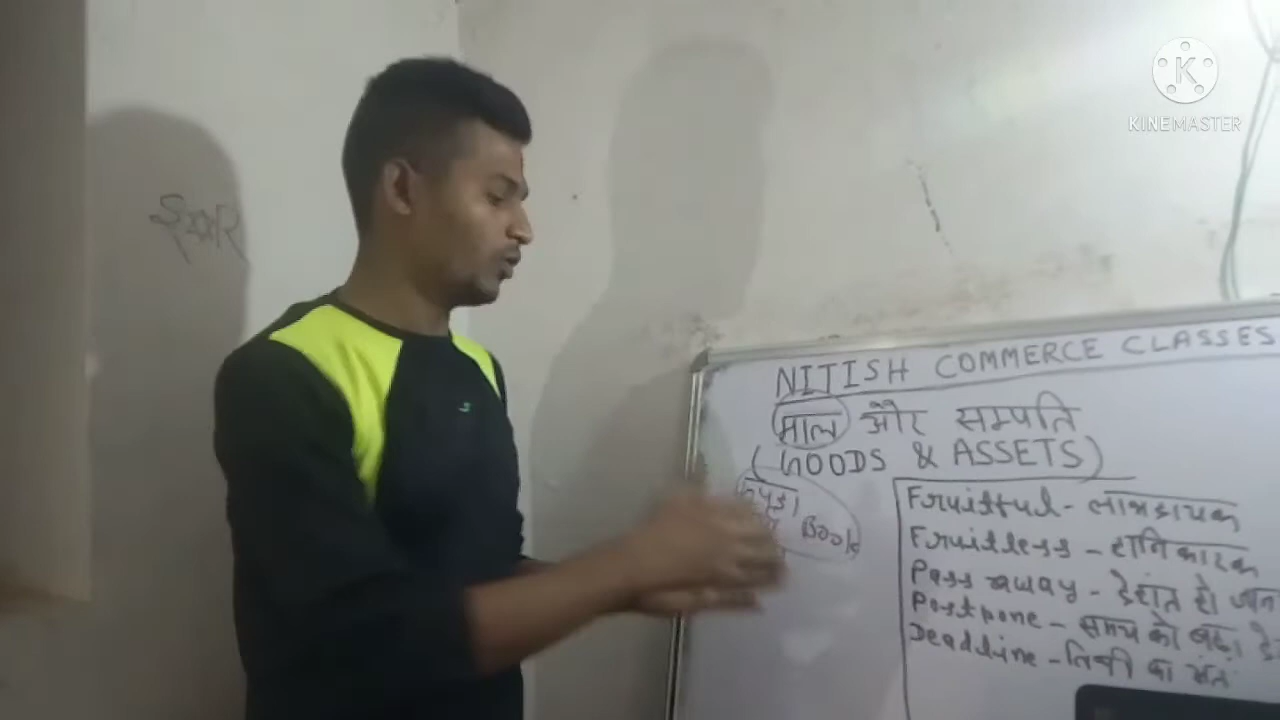 KINEMASTER
NITISH COMMERCE CLASSES
माल और सम्पति
(GOODS & ASSETS)
कपड़ा
Book
Fruitful - लाभदायक
Fruitless - हानिकारक
Pass away - देहांत हो जान
Postpone - समय को बढ़ा दे
Deadline - तिथी का अंत